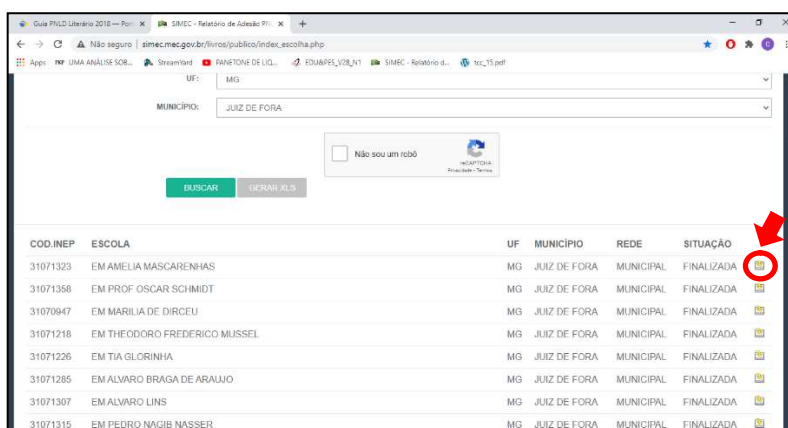 Guia PNLD Literário 2018 — Por
SIMEC - Relatório de Adesão PN
Não seguro | simec.mec.gov.br/livros/publico/index_escolha.php
Apps
UMA ANÁLISE SOB...
StreamYard
PANETONE DE LIQ...
EDU&PES_V28_N1
SIMEC - Relatório d...
tcc_15.pdf
UF: MG
MUNICÍPIO: JUIZ DE FORA
Não sou um robô
reCAPTCHA
Privacidade - Termos
BUSCAR GERAR XLS
COD.INEP ESCOLA UF MUNICÍPIO REDE SITUAÇÃO
31071323 EM AMELIA MASCARENHAS MG JUIZ DE FORA MUNICIPAL FINALIZADA
31071358 EM PROF OSCAR SCHMIDT MG JUIZ DE FORA MUNICIPAL FINALIZADA
31070947 EM MARILIA DE DIRCEU MG JUIZ DE FORA MUNICIPAL FINALIZADA
31071218 EM THEODORO FREDERICO MUSSEL MG JUIZ DE FORA MUNICIPAL FINALIZADA
31071226 EM TIA GLORINHA MG JUIZ DE FORA MUNICIPAL FINALIZADA
31071285 EM ALVARO BRAGA DE ARAUJO MG JUIZ DE FORA MUNICIPAL FINALIZADA
31071307 EM ALVARO LINS MG JUIZ DE FORA MUNICIPAL FINALIZADA
31071315 EM PEDRO NAGIB NASSER MG JUIZ DE FORA MUNICIPAL FINALIZADA